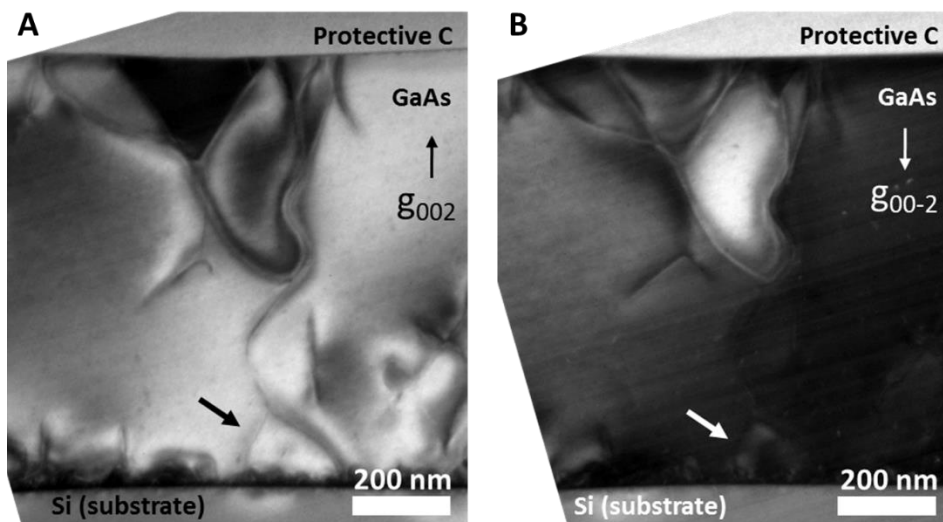 A
Protective C
GaAs
g002
200 nm
Si (substrate)
B
Protective C
GaAs
g00-2
200 nm
Si (substrate)